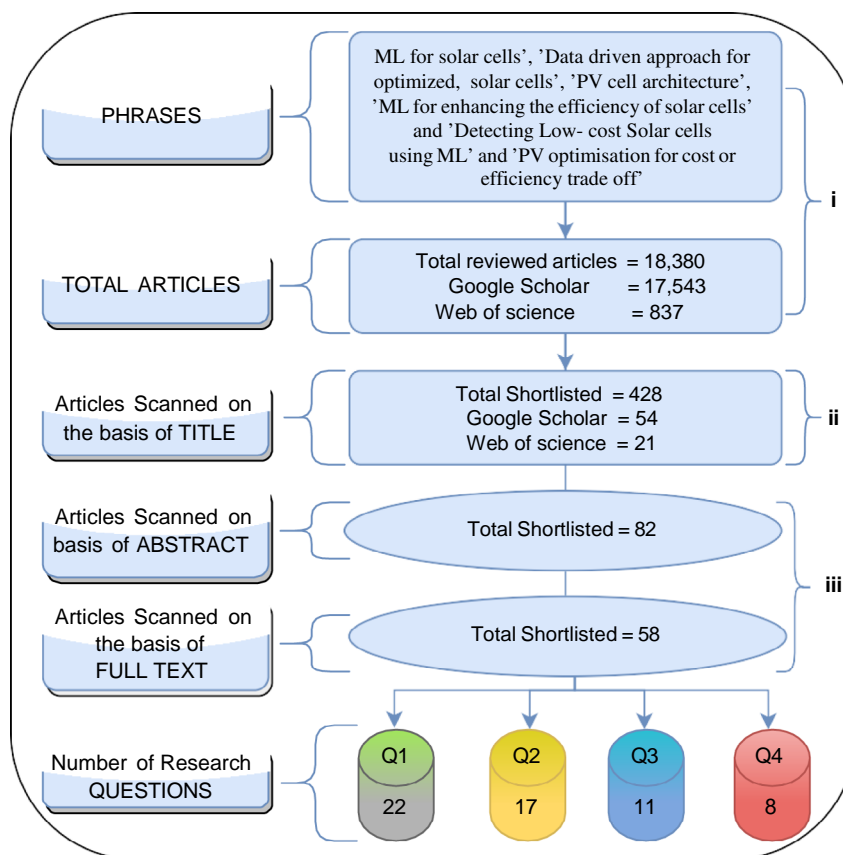 PHRASES
ML for solar cells’, ’Data driven approach for
optimized, solar cells’, ’PV cell architecture’,
’ML for enhancing the efficiency of solar cells’
and ’Detecting Low- cost Solar cells
using ML’ and ’PV optimisation for cost or
efficiency trade off’
i
TOTAL ARTICLES
Total reviewed articles = 18,380
Google Scholar = 17,543
Web of science = 837
Articles Scanned on
the basis of TITLE
Total Shortlisted = 428
Google Scholar = 54
Web of science = 21
ii
Articles Scanned on
basis of ABSTRACT
Total Shortlisted = 82
iii
Articles Scanned on
the basis of
FULL TEXT
Total Shortlisted = 58
Number of Research
QUESTIONS
Q1
22
Q2
17
Q3
11
Q4
8